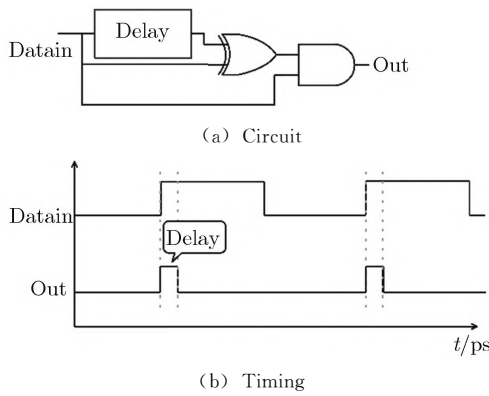 Delay
Datain
Out
(a) Circuit
Datain
Delay
Out
t/ps
(b) Timing